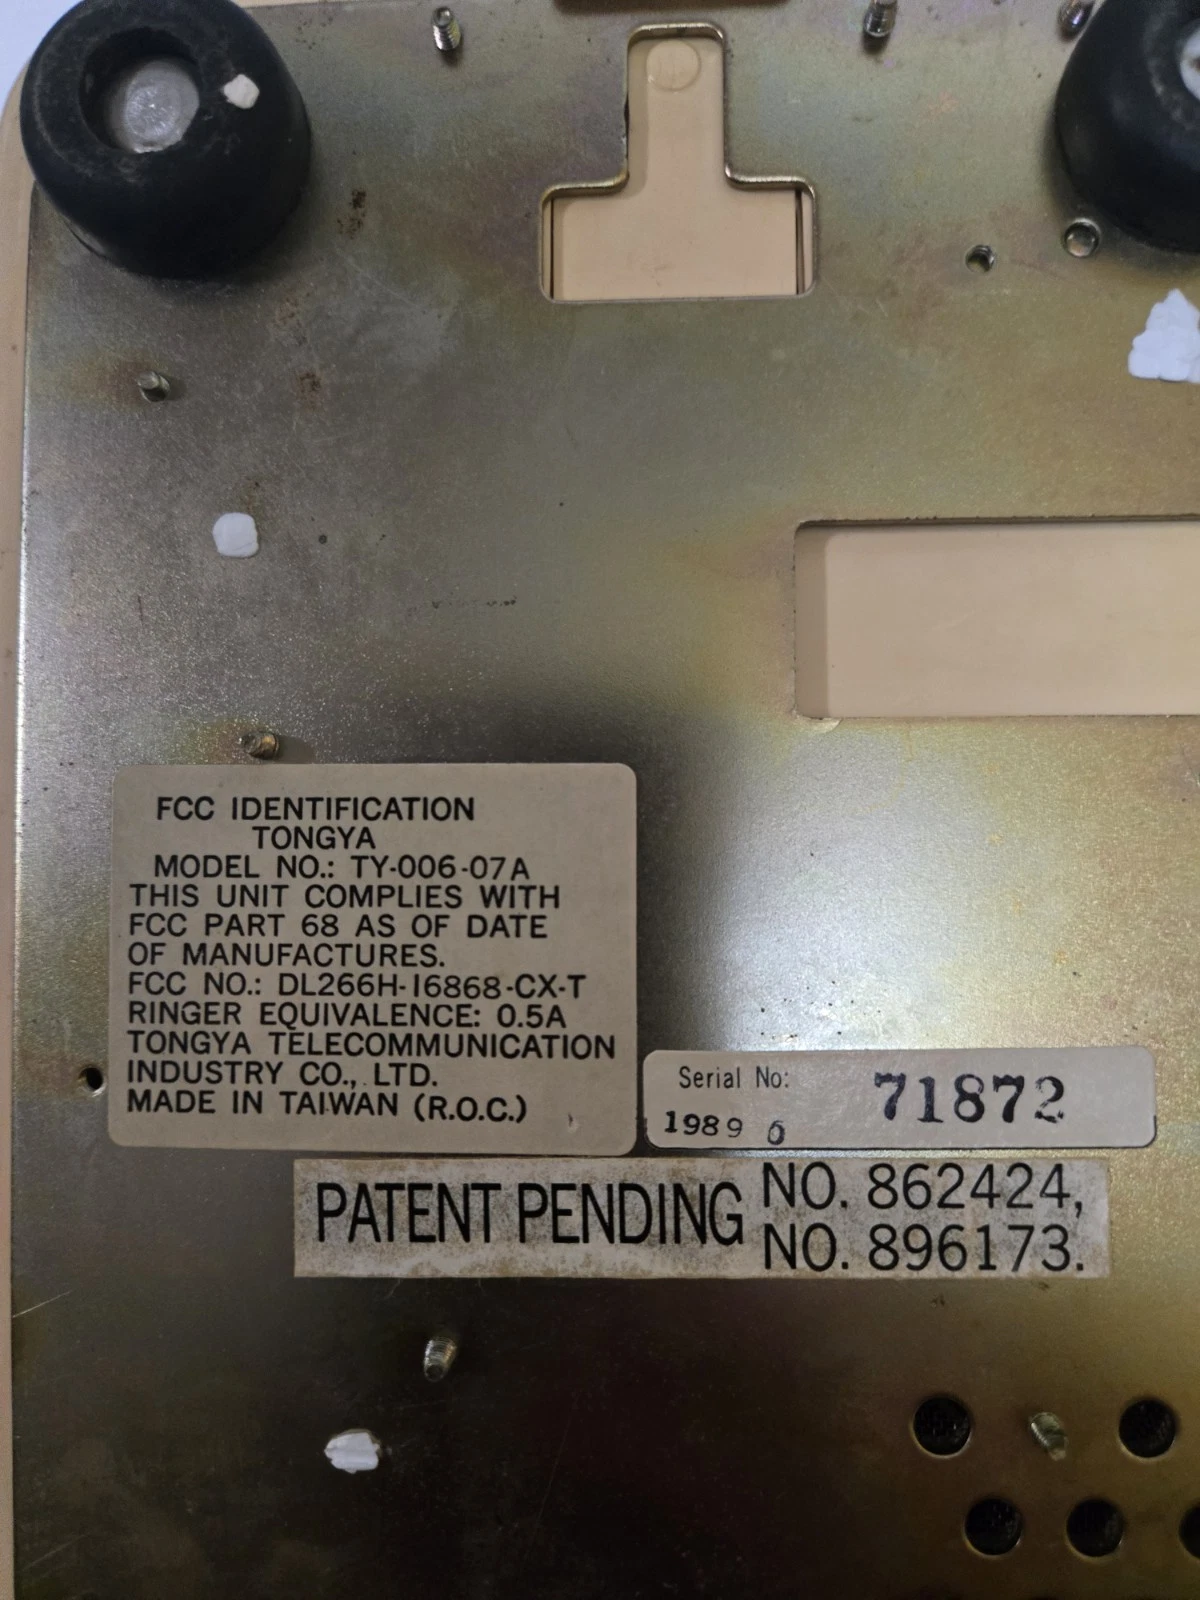 FCC IDENTIFICATION
TONGYA
MODEL NO.: TY-006-07A
THIS UNIT COMPLIES WITH
FCC PART 68 AS OF DATE
OF MANUFACTURES.
FCC NO.: DL266H-16868-CX-T
RINGER EQUIVALENCE: 0.5A
TONGYA TELECOMMUNICATION
INDUSTRY CO., LTD.
MADE IN TAIWAN (R.O.C.)
Serial No: 71872
1989 6
PATENT PENDING NO. 862424,
NO. 896173.